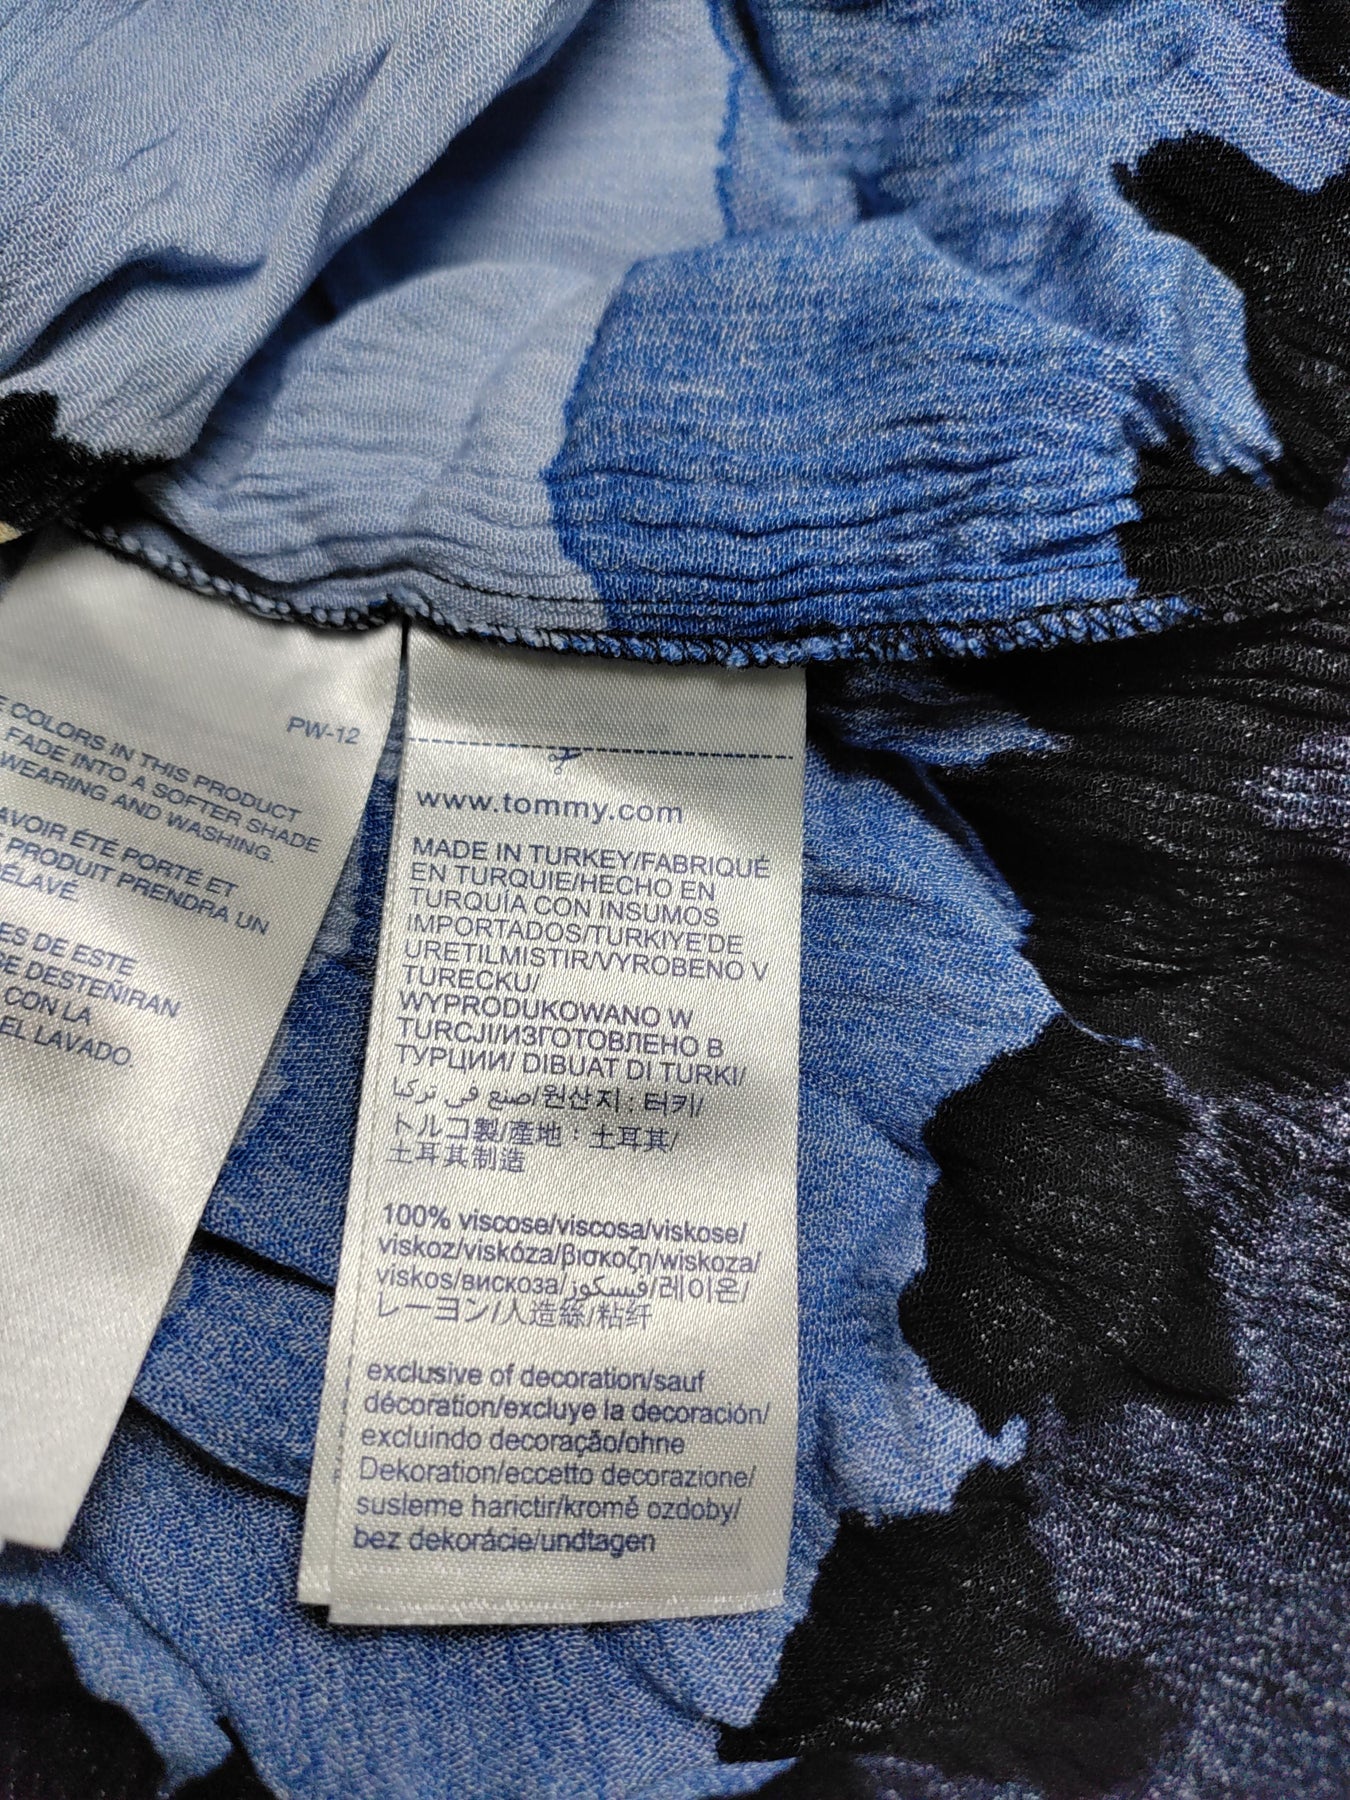 PW-12
COLORS IN THIS PRODUCT
FADE INTO A SOFTER SHADE
WEARING AND WASHING.
AVOIR ÉTÉ PORTÉ ET
PRODUIT PRENDRA UN
DÉLAVÉ.
DE ESTE
DESTEÑIRAN
CON LA
EL LAVADO.
www.tommy.com
MADE IN TURKEY/FABRIQUÉ
EN TURQUIE/HECHO EN
TURQUÍA CON INSUMOS
IMPORTADOS/TURKIYE'DE
URETILMISTIR/VYROBENO V
TURECKU/
WYPRODUKOWANO W
TURCJI/ИЗГОТОВЛЕНО В
ТУРЦИИ/ DIBUAT DI TURKI/
صنع في تركيا/원산지 : 터키/
トルコ製/產地：土耳其/
土耳其制造
100% viscose/viscosa/viskose/
viskoz/viskóza/βισκοζη/wiskoza/
viskos/вискоза/فيسكوز/레이온/
レーヨン/人造絲/粘纤
exclusive of decoration/sauf
décoration/excluye la decoración/
excluindo decoração/ohne
Dekoration/eccetto decorazione/
susleme harictir/kromě ozdoby/
bez dekorácie/undtagen